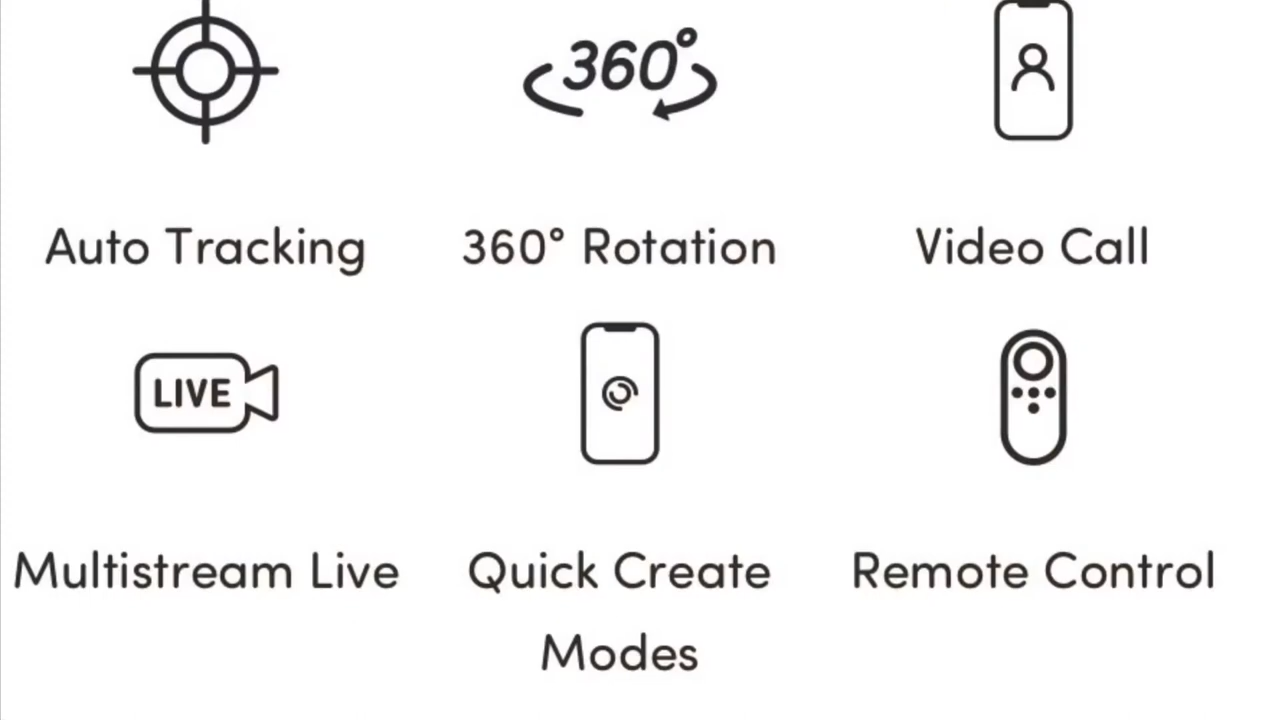 360°
Auto Tracking
360° Rotation
Video Call
LIVE
Multistream Live
Quick Create
Modes
Remote Control